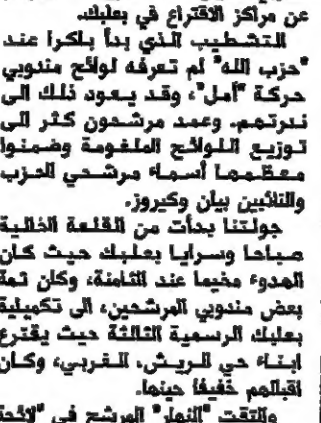 عن مراكز الاقتراع في بعلبك.
التشطيب الذي بدأ باكرا عند
"حزب الله" لم تعرفه لوائح مندوبي
حركة "أمل"، وقد يعود ذلك الى
ندرتهم. وعمد مرشحون كثر الى
توزيع اللوائح الملغومة وضمنوا
معظمها أسماء مرشحي الحزب
والنائبين بيان وكيروز.
جولتنا بدأت من القلعة الخالية
صباحا وسرايا بعلبك حيث كان
الهدوء مخيما عند الثامنة، وكان ثمة
بعض مندوبي المرشحين، الى تكميلية
بعلبك الرسمية الثالثة حيث يقترع
ابناء حي الريش، الغربي، وكان
اقبالهم خفيفا حينها.
والتقت "النهار" المرشح في "لائحة